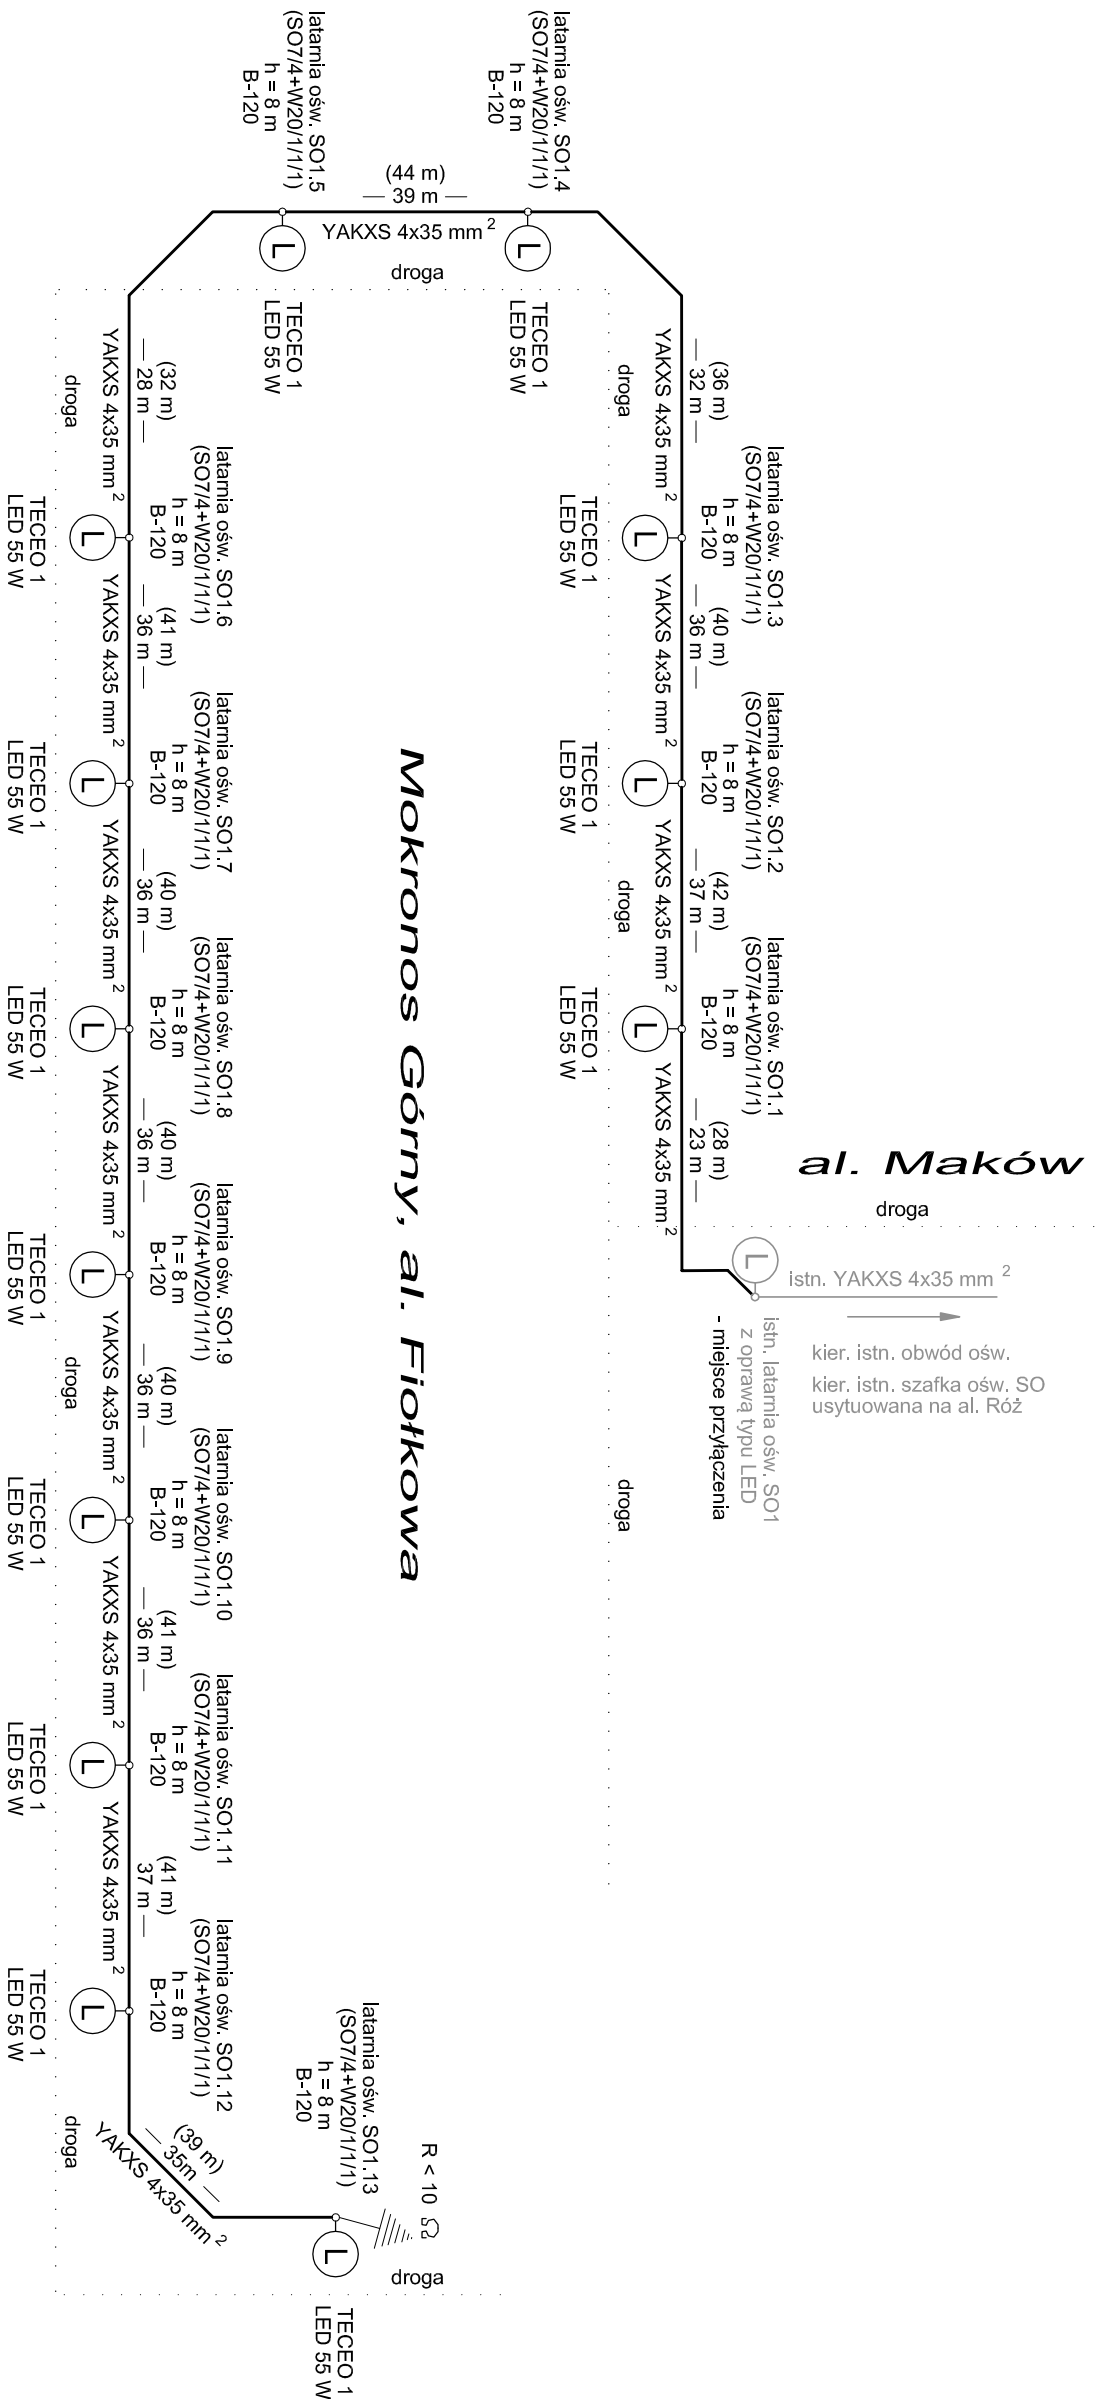 latarnia ośw. SO1.5
(SO7/4+W20/1/1/1)
h = 8 m
B-120
TECEO 1
LED 55 W
(44 m)
39 m
YAKXS 4x35 mm 2
droga
latarnia ośw. SO1.4
(SO7/4+W20/1/1/1)
h = 8 m
B-120
TECEO 1
LED 55 W
(36 m)
32 m
YAKXS 4x35 mm 2
droga
latarnia ośw. SO1.3
(SO7/4+W20/1/1/1)
h = 8 m
B-120
L
TECEO 1
LED 55 W
(40 m)
36 m
YAKXS 4x35 mm 2
latarnia ośw. SO1.2
(SO7/4+W20/1/1/1)
h = 8 m
B-120
L
TECEO 1
LED 55 W
(42 m)
37 m
YAKXS 4x35 mm 2
droga
latarnia ośw. SO1.1
(SO7/4+W20/1/1/1)
h = 8 m
B-120
L
TECEO 1
LED 55 W
(28 m)
23 m
YAKXS 4x35 mm 2
al. Maków
droga
L
istn. YAKXS 4x35 mm 2
kier. istn. obwód ośw.
kier. istn. szafka ośw. SO
usytuowana na al. Róż
istn. latarnia ośw. SO1
z oprawą typu LED
- miejsce przyłączenia
droga
Mokronos Górny, al. Fiołkowa
L
L
(32 m)
28 m
YAKXS 4x35 mm 2
droga
latarnia ośw. SO1.6
(SO7/4+W20/1/1/1)
h = 8 m
B-120
L
TECEO 1
LED 55 W
(41 m)
36 m
YAKXS 4x35 mm 2
latarnia ośw. SO1.7
(SO7/4+W20/1/1/1)
h = 8 m
B-120
L
TECEO 1
LED 55 W
(40 m)
36 m
YAKXS 4x35 mm 2
latarnia ośw. SO1.8
(SO7/4+W20/1/1/1)
h = 8 m
B-120
L
TECEO 1
LED 55 W
(40 m)
36 m
YAKXS 4x35 mm 2
latarnia ośw. SO1.9
(SO7/4+W20/1/1/1)
h = 8 m
B-120
L
TECEO 1
LED 55 W
(40 m)
36 m
YAKXS 4x35 mm 2
droga
latarnia ośw. SO1.10
(SO7/4+W20/1/1/1)
h = 8 m
B-120
L
TECEO 1
LED 55 W
(41 m)
36 m
YAKXS 4x35 mm 2
latarnia ośw. SO1.11
(SO7/4+W20/1/1/1)
h = 8 m
B-120
L
TECEO 1
LED 55 W
(41 m)
37 m
YAKXS 4x35 mm 2
latarnia ośw. SO1.12
(SO7/4+W20/1/1/1)
h = 8 m
B-120
L
TECEO 1
LED 55 W
droga
(39 m)
35m
YAKXS 4x35 mm 2
latarnia ośw. SO1.13
(SO7/4+W20/1/1/1)
h = 8 m
B-120
R < 10 Ω
L
droga
TECEO 1
LED 55 W